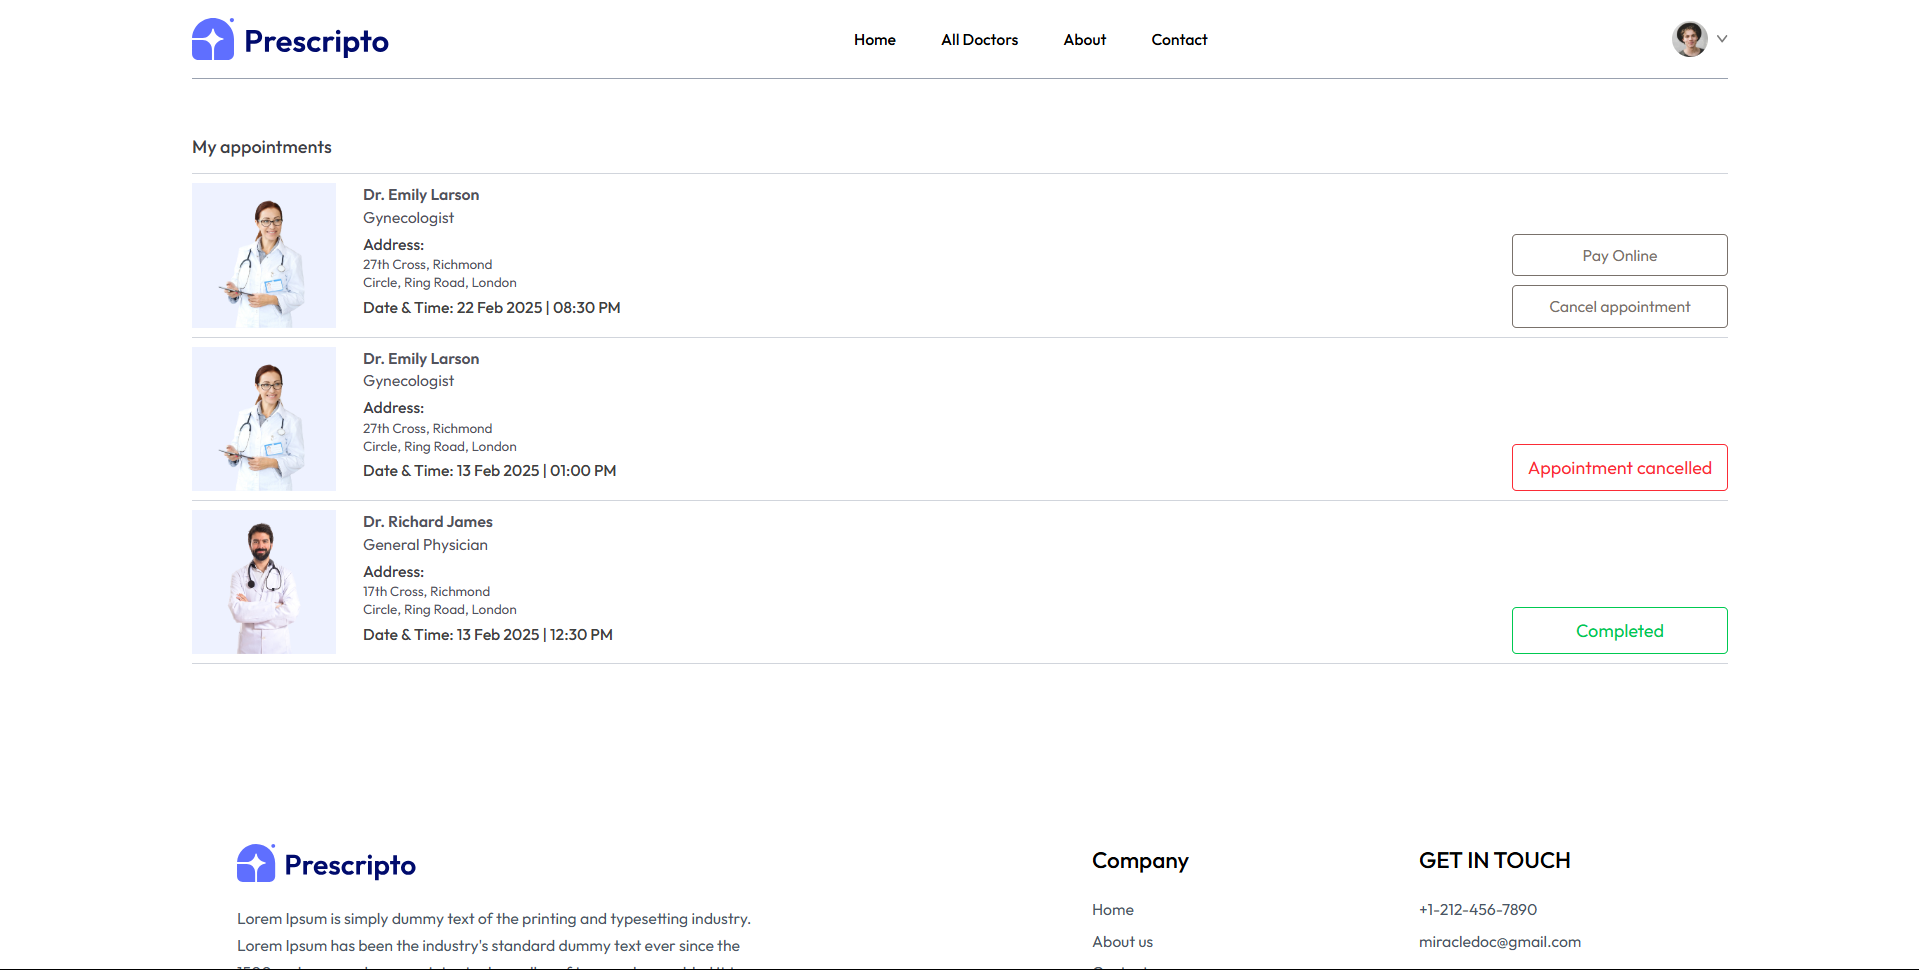 Prescripto
Home
All Doctors
About
Contact
My appointments
Dr. Emily Larson
Gynecologist
Address:
27th Cross, Richmond
Circle, Ring Road, London
Date & Time: 22 Feb 2025 | 08:30 PM
Pay Online
Cancel appointment
Dr. Emily Larson
Gynecologist
Address:
27th Cross, Richmond
Circle, Ring Road, London
Date & Time: 13 Feb 2025 | 01:00 PM
Appointment cancelled
Dr. Richard James
General Physician
Address:
17th Cross, Richmond
Circle, Ring Road, London
Date & Time: 13 Feb 2025 | 12:30 PM
Completed
Prescripto
Lorem Ipsum is simply dummy text of the printing and typesetting industry.
Lorem Ipsum has been the industry's standard dummy text ever since the
Company
Home
About us
GET IN TOUCH
+1-212-456-7890
miracledoc@gmail.com